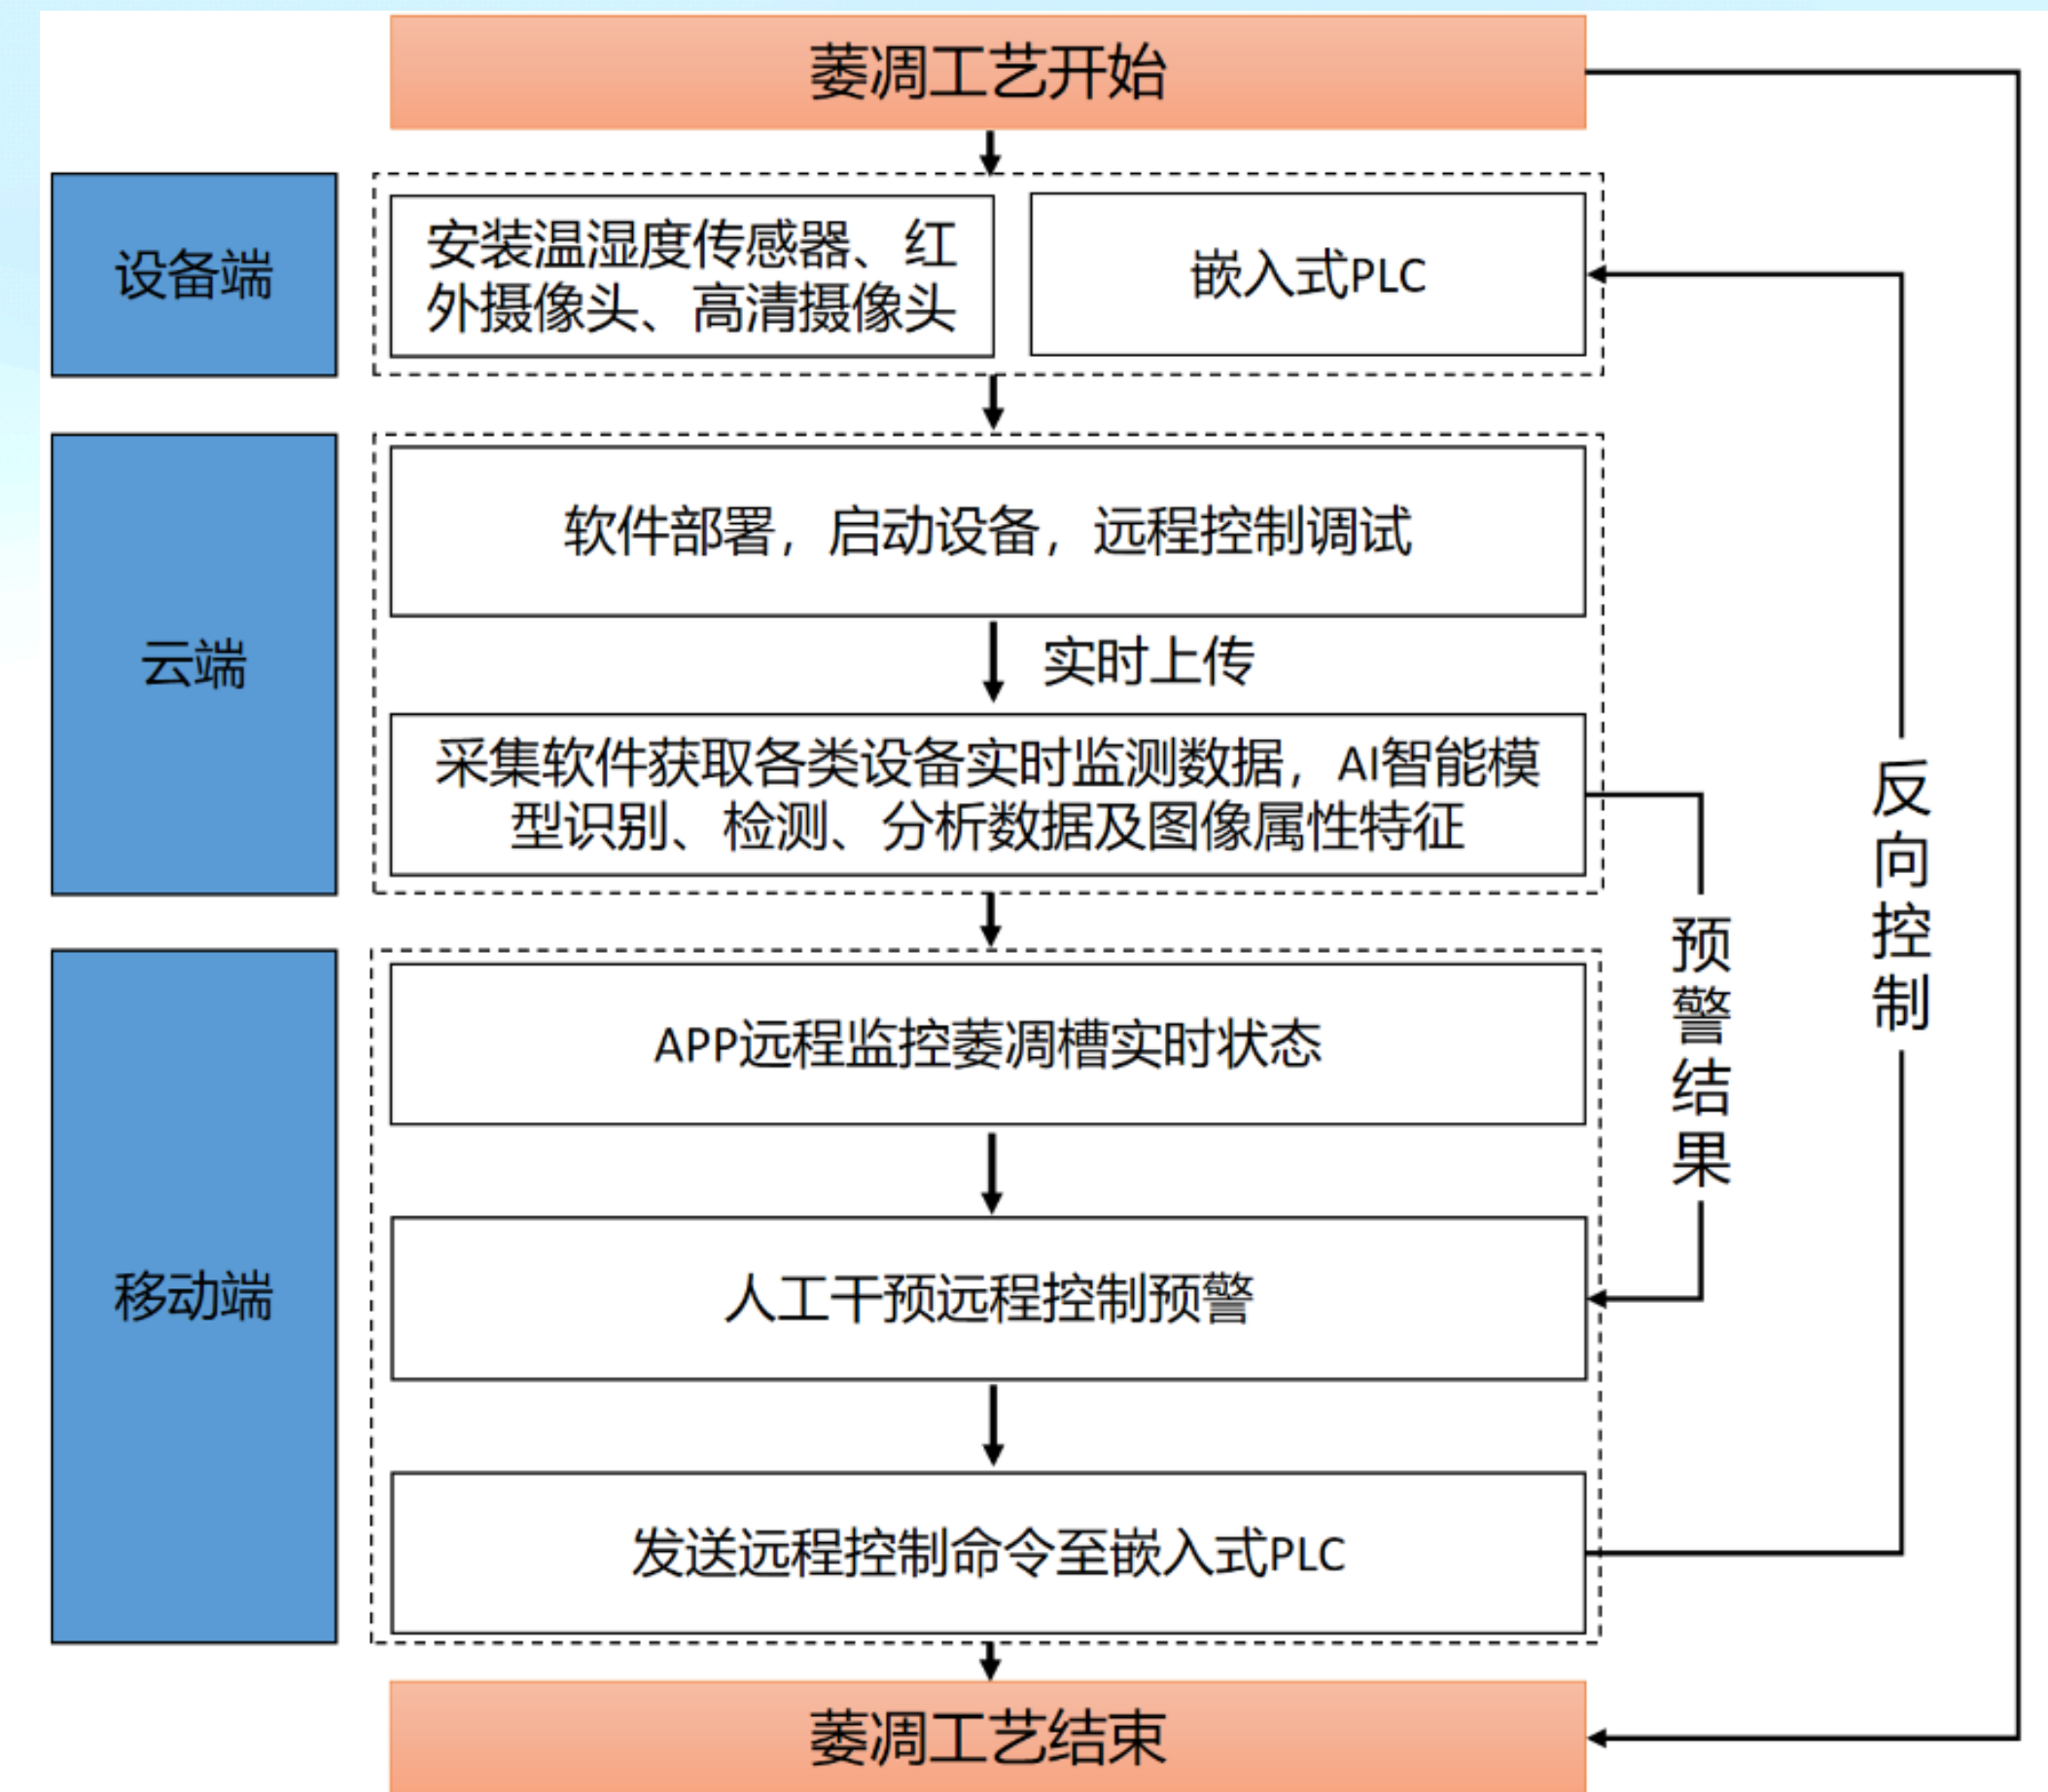 萎凋工艺开始
设备端
安装温湿度传感器、红
外摄像头、高清摄像头
嵌入式PLC
云端
软件部署，启动设备，远程控制调试
实时上传
采集软件获取各类设备实时监测数据，AI智能模
型识别、检测、分析数据及图像属性特征
移动端
APP远程监控萎凋槽实时状态
人工干预远程控制预警
发送远程控制命令至嵌入式PLC
预警结果
反向控制
萎凋工艺结束